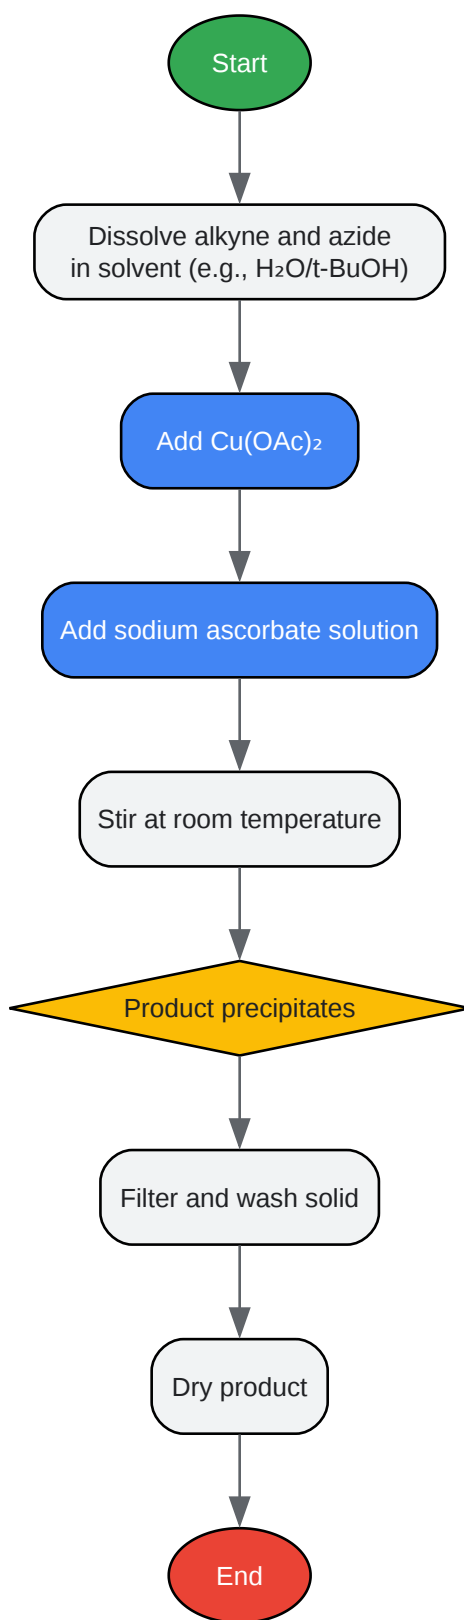 Start
Dissolve alkyne and azide
in solvent (e.g., H₂O/t-BuOH)
Add Cu(OAc)₂
Add sodium ascorbate solution
Stir at room temperature
Product precipitates
Filter and wash solid
Dry product
End